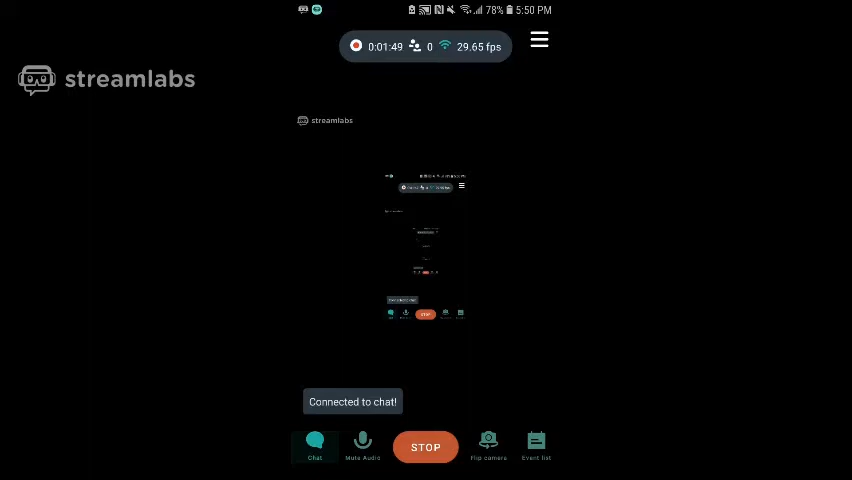 78% 5:50 PM
0:01:49 0 29.65 fps
streamlabs
streamlabs
STOP
Connected to chat!
STOP
Chat Mute Audio Flip camera Event list